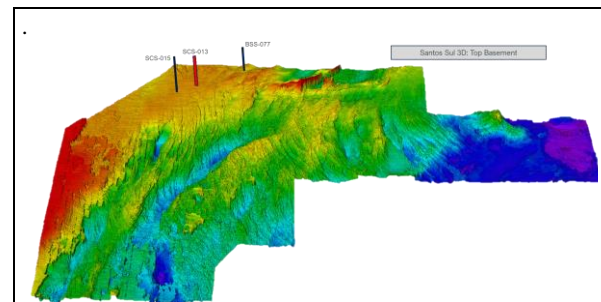 .
BSS-077
SCS-013
SCS-015
Santos Sul 3D: Top Basement